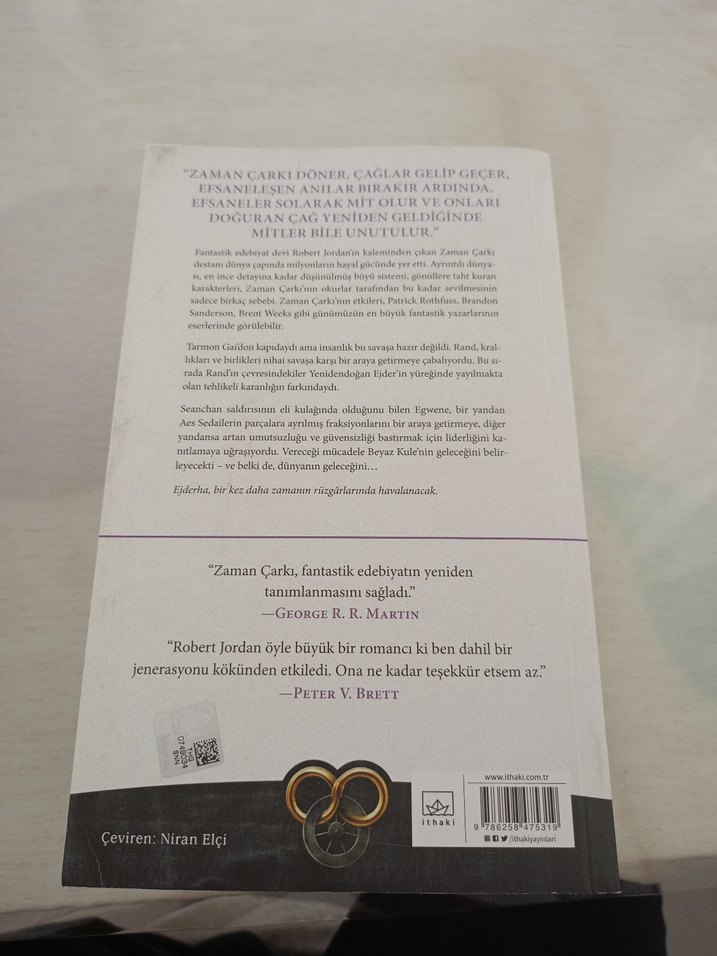 "ZAMAN ÇARKI DÖNER, ÇAĞLAR GELİP GEÇER,
EFSANELEŞEN ANILAR BIRAKIR ARDINDA.
EFSANELER SOLARAK MİT OLUR VE ONLARI
DOĞURAN ÇAĞ YENİDEN GELDİĞİNDE
MİTLER BİLE UNUTULUR."
Fantastik edebiyat devi Robert Jordan'ın kaleminden çıkan Zaman Çarkı
destanı dünya çapında milyonların hayal gücünde yer etti. Ayrıntılı dünya-
sı, en ince detayına kadar düşünülmüş büyü sistemi, gönüllere taht kuran
karakterleri, Zaman Çarkı'nın okurlar tarafından bu kadar sevilmesinin
sadece birkaç sebebi. Zaman Çarkı'nın etkileri, Patrick Rothfuss, Brandon
Sanderson, Brent Weeks gibi günümüzün en büyük fantastik yazarlarının
eserlerinde görülebilir.
Tarmon Gai'don kapıdaydı ama insanlık bu savaşa hazır değildi. Rand, kral-
lıkları ve birlikleri nihai savaşa karşı bir araya getirmeye çabalıyordu. Bu sı-
rada Rand'ın çevresindekiler Yenidendoğan Ejder'in yüreğinde yayılmakta
olan tehlikeli karanlığın farkındaydı.
Seanchan saldırısının eli kulağında olduğunu bilen Egwene, bir yandan
Aes Sedailerin parçalara ayrılmış fraksiyonlarını bir araya getirmeye, diğer
yandansa artan umutsuzluğu ve güvensizliği bastırmak için liderliğini ka-
nıtlamaya uğraşıyordu. Vereceği mücadele Beyaz Kule'nin geleceğini belir-
leyecekti – ve belki de, dünyanın geleceğini…
Ejderha, bir kez daha zamanın rüzgârlarında havalanacak.
"Zaman Çarkı, fantastik edebiyatın yeniden
tanımlanmasını sağladı."
—GEORGE R. R. MARTIN
"Robert Jordan öyle büyük bir romancı ki ben dahil bir
jenerasyonu kökünden etkiledi. Ona ne kadar teşekkür etsem az."
—PETER V. BRETT
THG
0749034
SNN
Çeviren: Niran Elçi
ithaki
www.ithaki.com.tr
9 786258 475319
/ithakiyayinlari